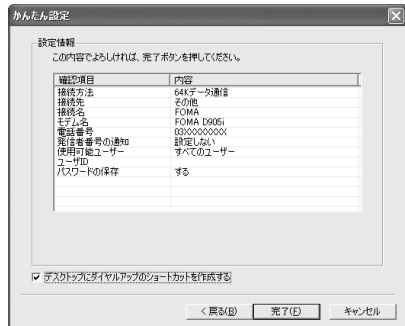 かんたん設定
設定情報
この内容でよろしければ、完了ボタンを押してください。
確認項目 内容
接続方法 64Kデータ通信
接続先 その他
接続名 FOMA
モデム名 FOMA D905i
電話番号 03XXXXXXXX
発信者番号の通知 設定しない
使用可能ユーザー すべてのユーザー
ユーザID
パスワードの保存 する
デスクトップにダイヤルアップのショートカットを作成する
< 戻る(B) 完了(F) キャンセル